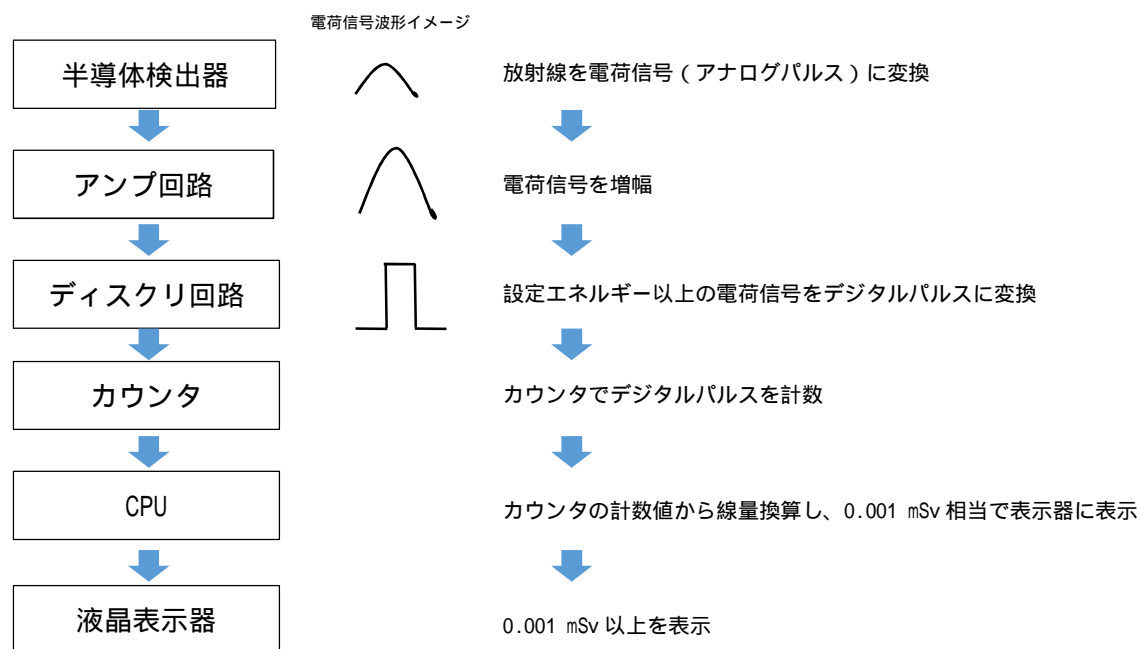 電荷信号波形イメージ
半導体検出器
放射線を電荷信号(アナログパルス)に変換
アンプ回路
電荷信号を増幅
ディスクリ回路
設定エネルギー以上の電荷信号をデジタルパルスに変換
カウンタ
カウンタでデジタルパルスを計数
CPU
カウンタの計数値から線量換算し、0.001 mSv 相当で表示器に表示
液晶表示器
0.001 mSv 以上を表示